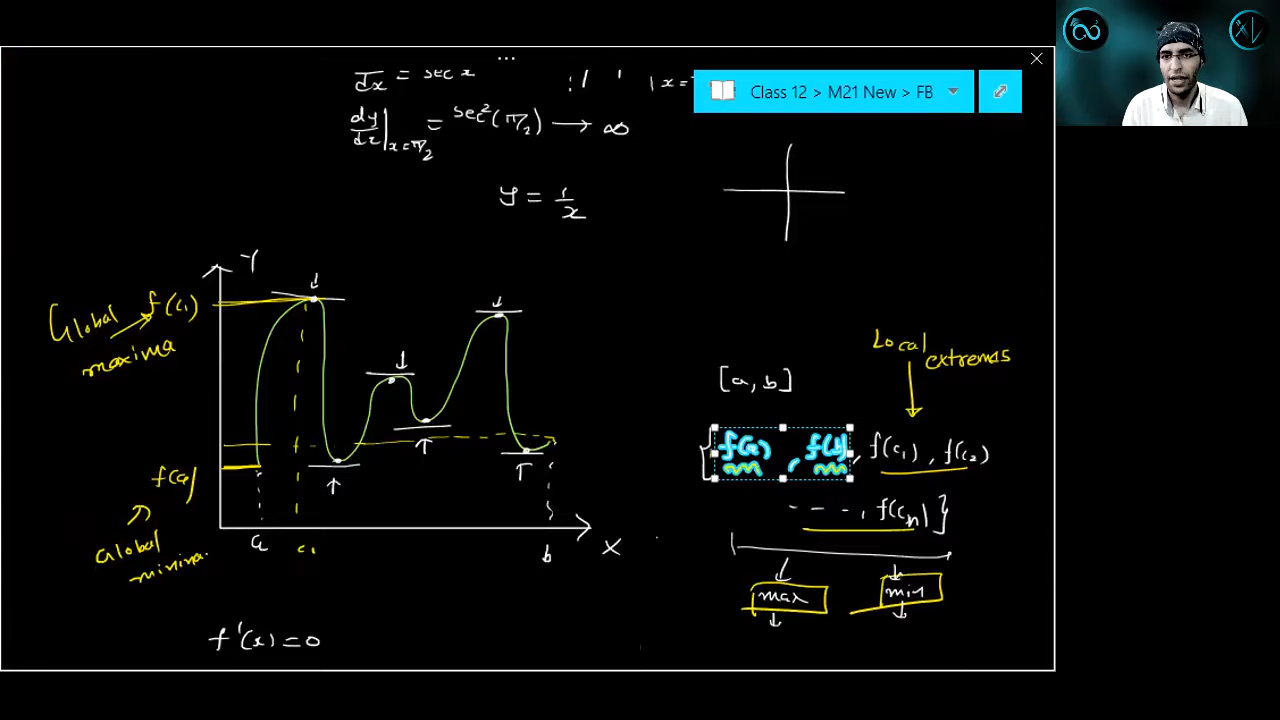 dy/dx = sec x
Class 12 > M21 New > FB
dy/dx|x=π/2 = sec²(π/2) → ∞
y = 1/x
Y
Global maxima → f(c₁)
Local extremas
[a, b]
{f(a), f(b), f(c₁), f(c₂)
- - - -, f(cₙ)}
f(a)
Global minima.
a c₁ b X
max min
f'(x) = 0